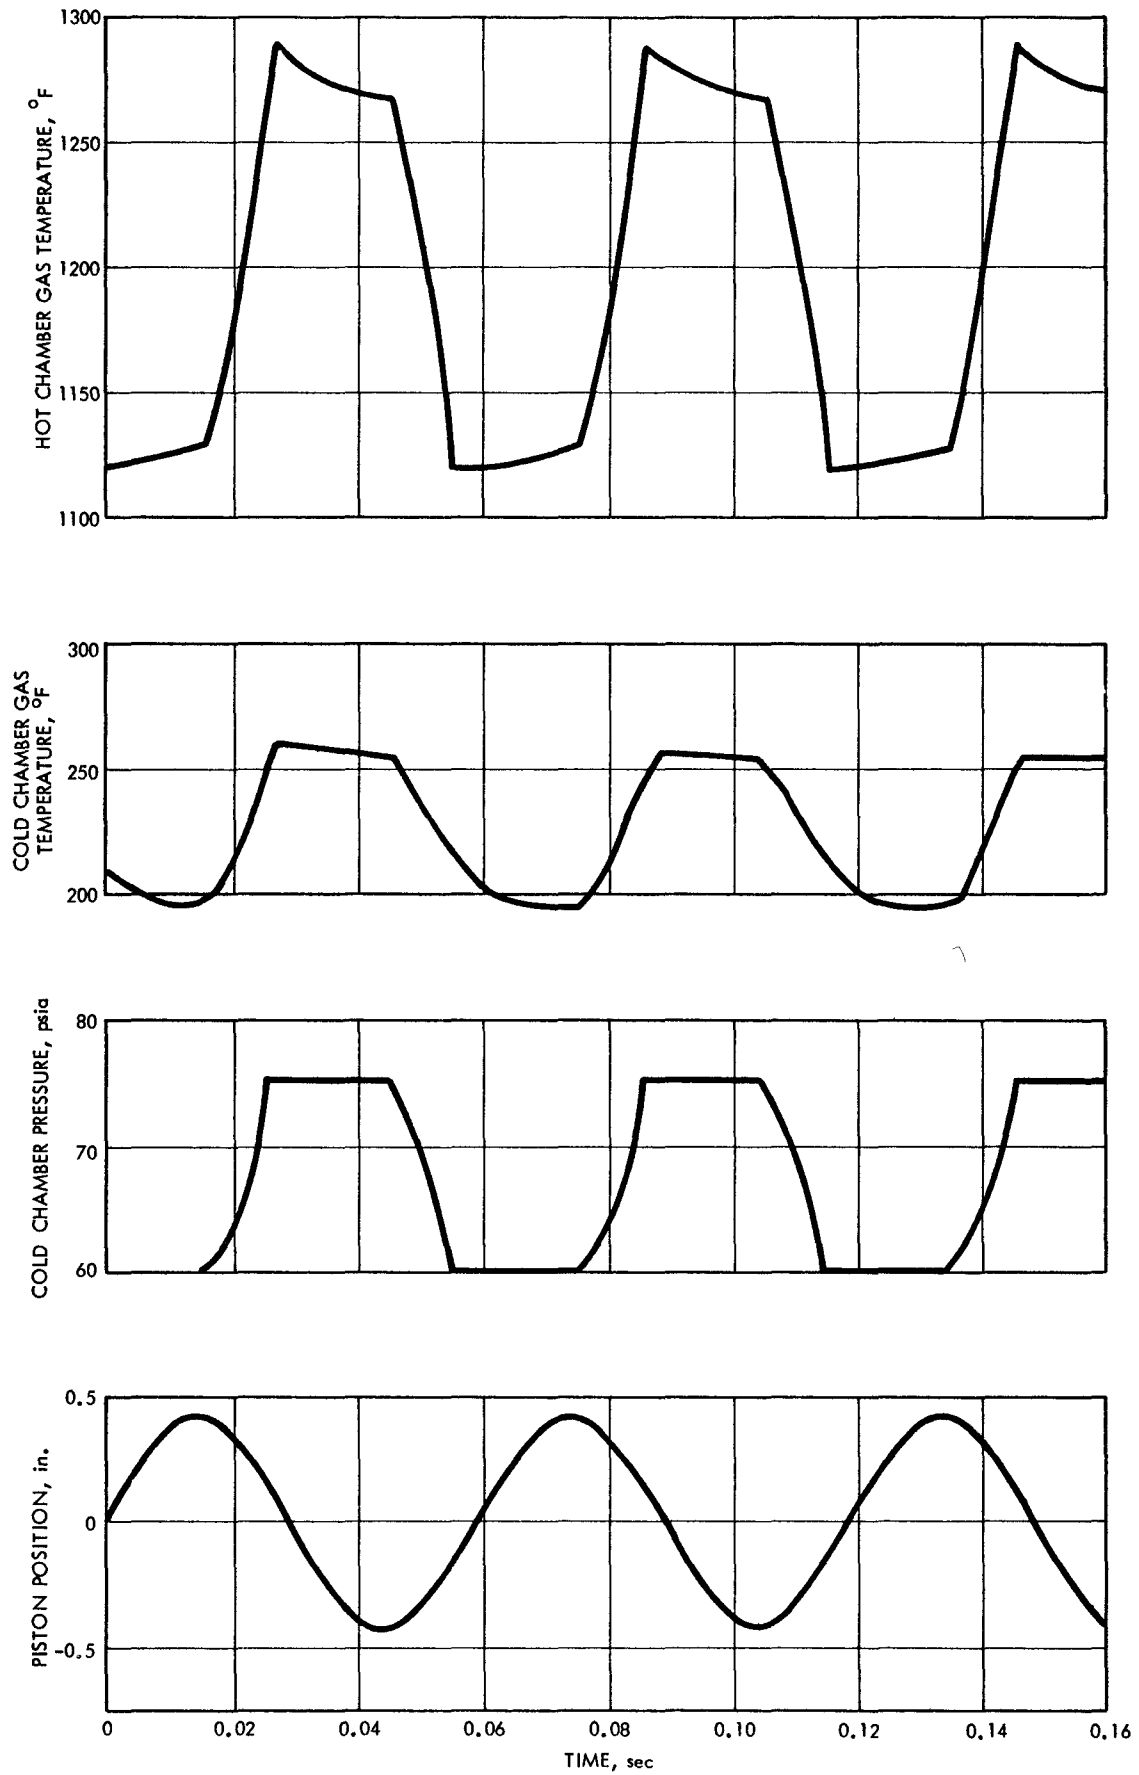 HOT CHAMBER GAS TEMPERATURE, °F
1300
1250
1200
1150
1100
COLD CHAMBER GAS
TEMPERATURE, °F
300
250
200
COLD CHAMBER PRESSURE, psia
80
70
60
PISTON POSITION, in.
0.5
0
-0.5
0 0.02 0.04 0.06 0.08 0.10 0.12 0.14 0.16
TIME, sec